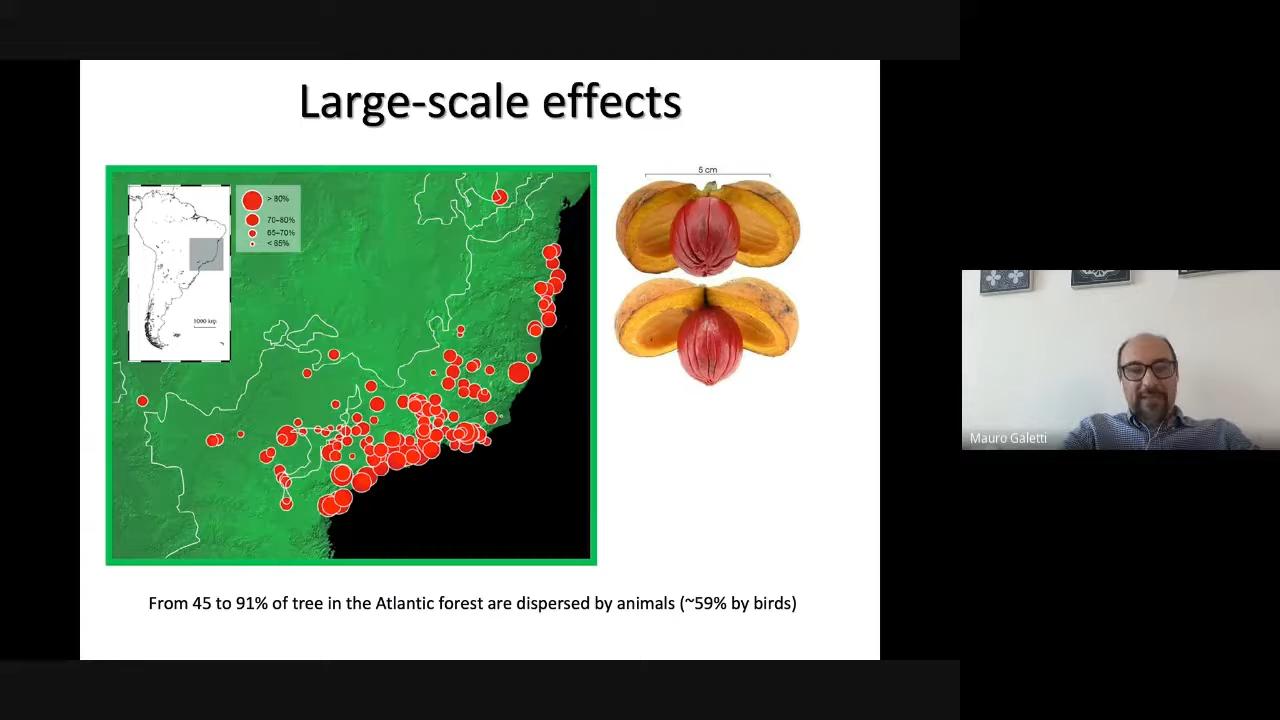 Large-scale effects
> 80%
70-80%
65-70%
< 65%
1000 km
5 cm
From 45 to 91% of tree in the Atlantic forest are dispersed by animals (~59% by birds)
Mauro Galetti